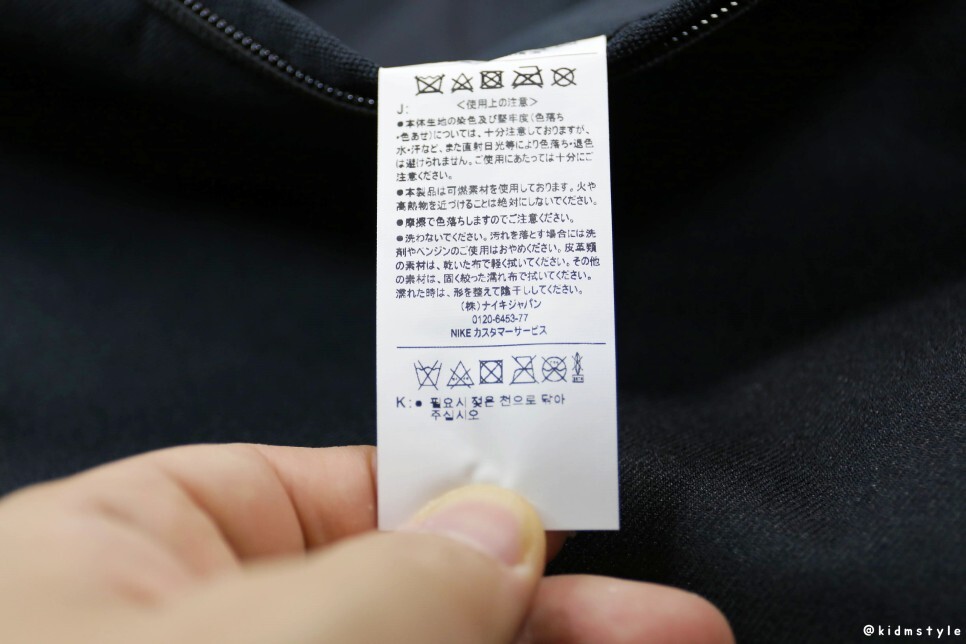 J: <使用上の注意>
●本体生地の染色及び堅牢度(色落ち
・色あせ)については、十分注意しておりますが、
水・汗など、また直射日光等により色落ち・退色
は避けられません。ご使用にあたっては十分にご
注意ください。
●本製品は可燃素材を使用しております。火や
高熱物を近づけることは絶対にしないでください。
●摩擦で色落ちしますのでご注意ください。
●洗わないでください。汚れを落とす場合には洗
剤やベンジンのご使用はおやめください。皮革類
の素材は、乾いた布で軽く拭いてください。その他
の素材は、固く絞った濡れ布で拭いてください。
濡れた時は、形を整えて陰干ししてください。
(株)ナイキジャパン
0120-6453-77
NIKE カスタマーサービス
K: ● 필요시 젖은 천으로 닦아
주십시오
@kidmstyle